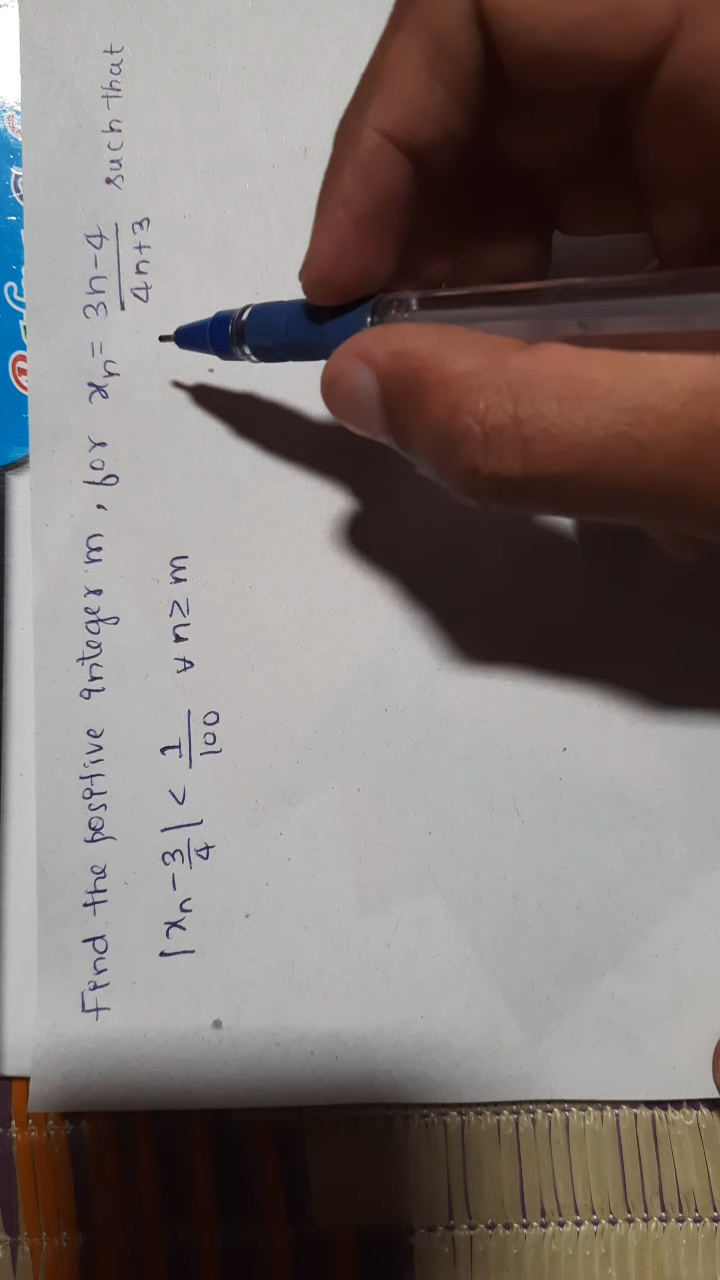 Find the positive integer m, for xₙ = (3n-4)/(4n+3) such that
|xₙ - 3/4| < 1/100 ∀ n ≥ m